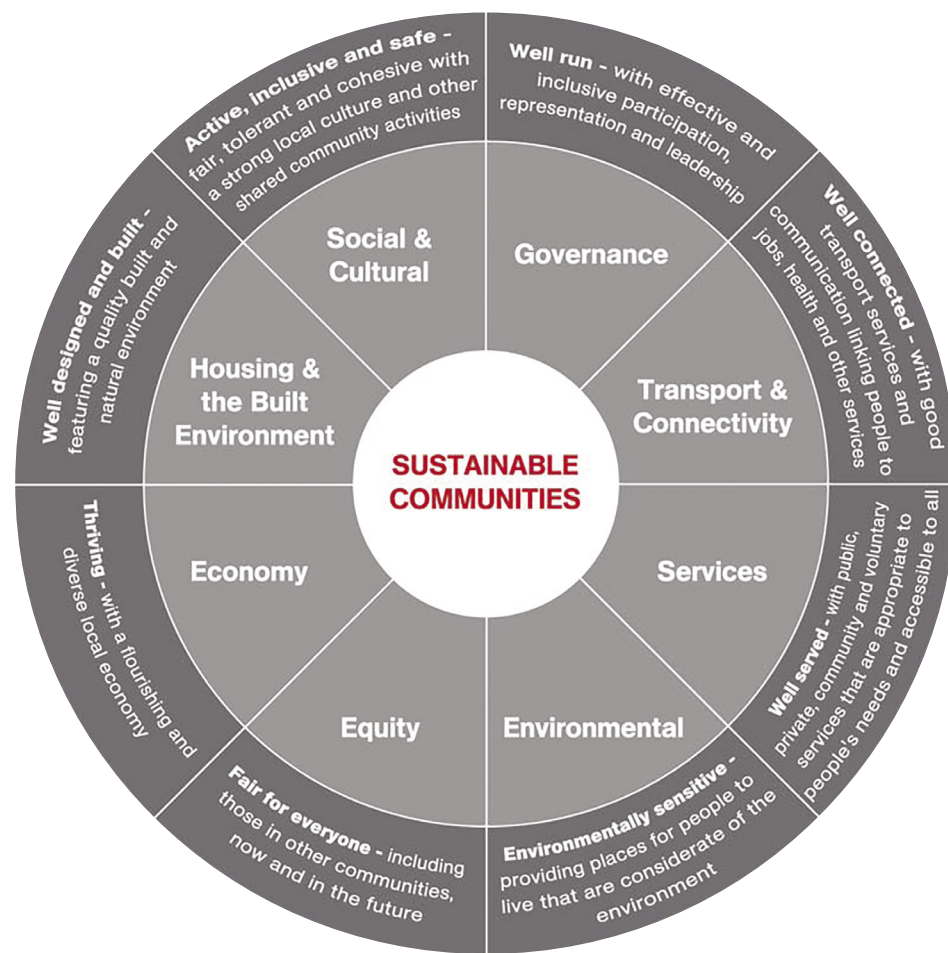 SUSTAINABLE
COMMUNITIES
Governance
Well run - with effective and
inclusive participation,
representation and leadership
Transport &
Connectivity
Well connected - with good
transport services and
communication linking people to
jobs, health and other services
Services
Well served - with public,
private, community and voluntary
services that are appropriate to
people's needs and accessible to all
Environmental
Environmentally sensitive -
providing places for people to
live that are considerate of the
environment
Equity
Fair for everyone - including
those in other communities,
now and in the future
Economy
Thriving - with a flourishing and
diverse local economy
Housing &
the Built
Environment
Well designed and built -
featuring a quality built and
natural environment
Social &
Cultural
Active, inclusive and safe -
fair, tolerant and cohesive with
a strong local culture and other
shared community activities